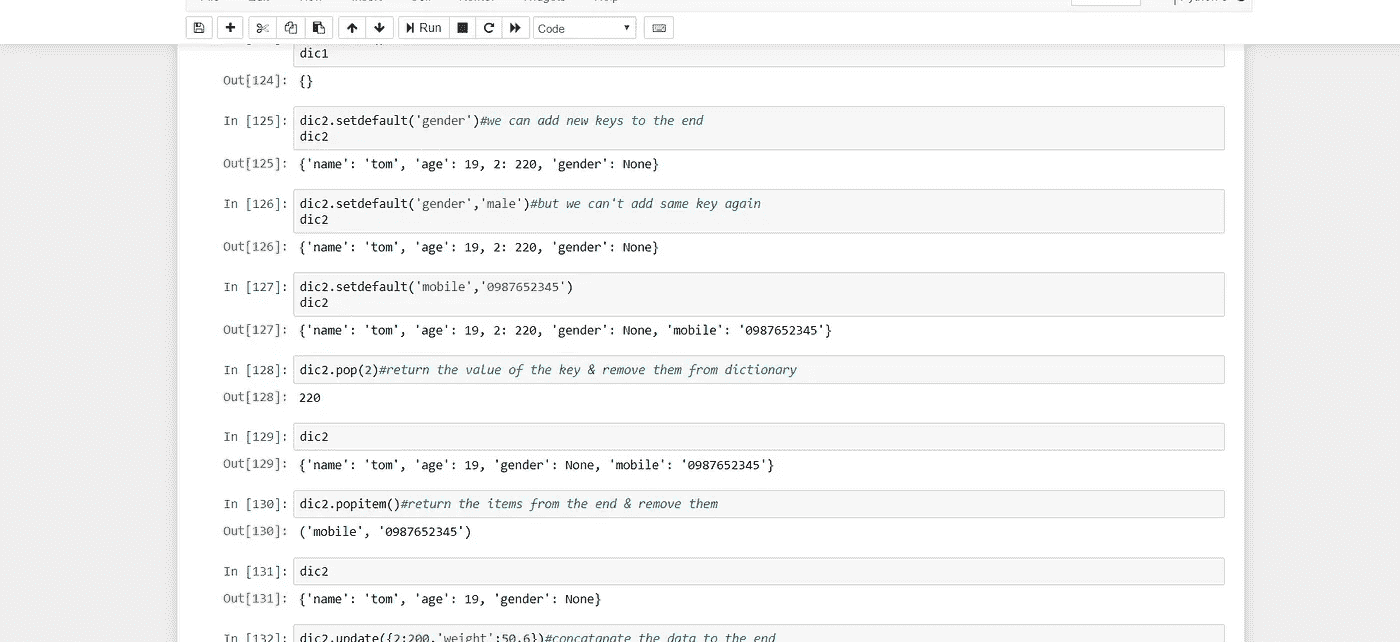 Run Code
dic1
Out[124]: {}
In [125]: dic2.setdefault('gender')#we can add new keys to the end
dic2
Out[125]: {'name': 'tom', 'age': 19, 2: 220, 'gender': None}
In [126]: dic2.setdefault('gender','male')#but we can't add same key again
dic2
Out[126]: {'name': 'tom', 'age': 19, 2: 220, 'gender': None}
In [127]: dic2.setdefault('mobile','0987652345')
dic2
Out[127]: {'name': 'tom', 'age': 19, 2: 220, 'gender': None, 'mobile': '0987652345'}
In [128]: dic2.pop(2)#return the value of the key & remove them from dictionary
Out[128]: 220
In [129]: dic2
Out[129]: {'name': 'tom', 'age': 19, 'gender': None, 'mobile': '0987652345'}
In [130]: dic2.popitem()#return the items from the end & remove them
Out[130]: ('mobile', '0987652345')
In [131]: dic2
Out[131]: {'name': 'tom', 'age': 19, 'gender': None}
In [132]: dic2.update({2:200,'weight':50.6})#concatanate the data to the end